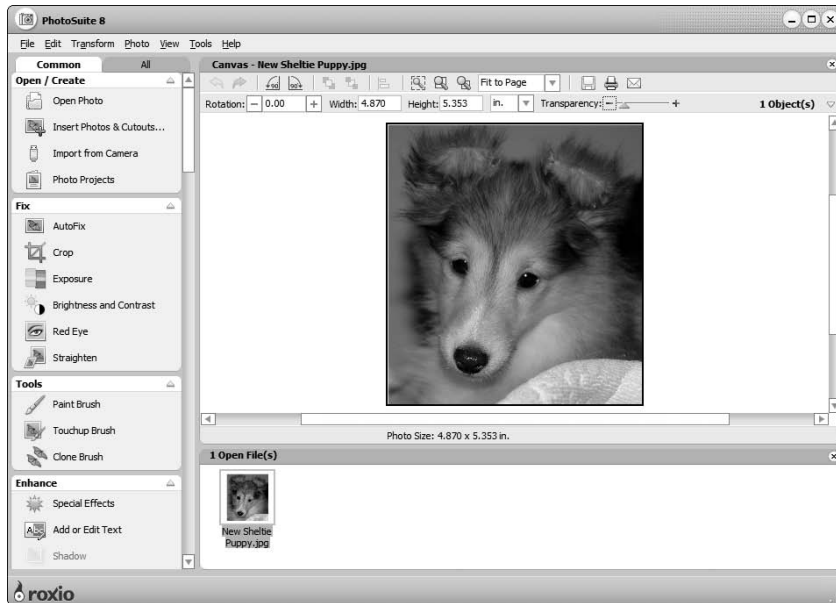 PhotoSuite 8
File Edit Transform Photo View Tools Help
Common All
Open / Create
Open Photo
Insert Photos & Cutouts...
Import from Camera
Photo Projects
Fix
AutoFix
Crop
Exposure
Brightness and Contrast
Red Eye
Straighten
Tools
Paint Brush
Touchup Brush
Clone Brush
Enhance
Special Effects
Add or Edit Text
Shadow
Canvas - New Sheltie Puppy.jpg
Fit to Page
Rotation: 0.00 Width: 4.870 Height: 5.353 in. Transparency: 1 Object(s)
Photo Size: 4.870 x 5.353 in.
1 Open File(s)
New Sheltie
Puppy.jpg
roxio